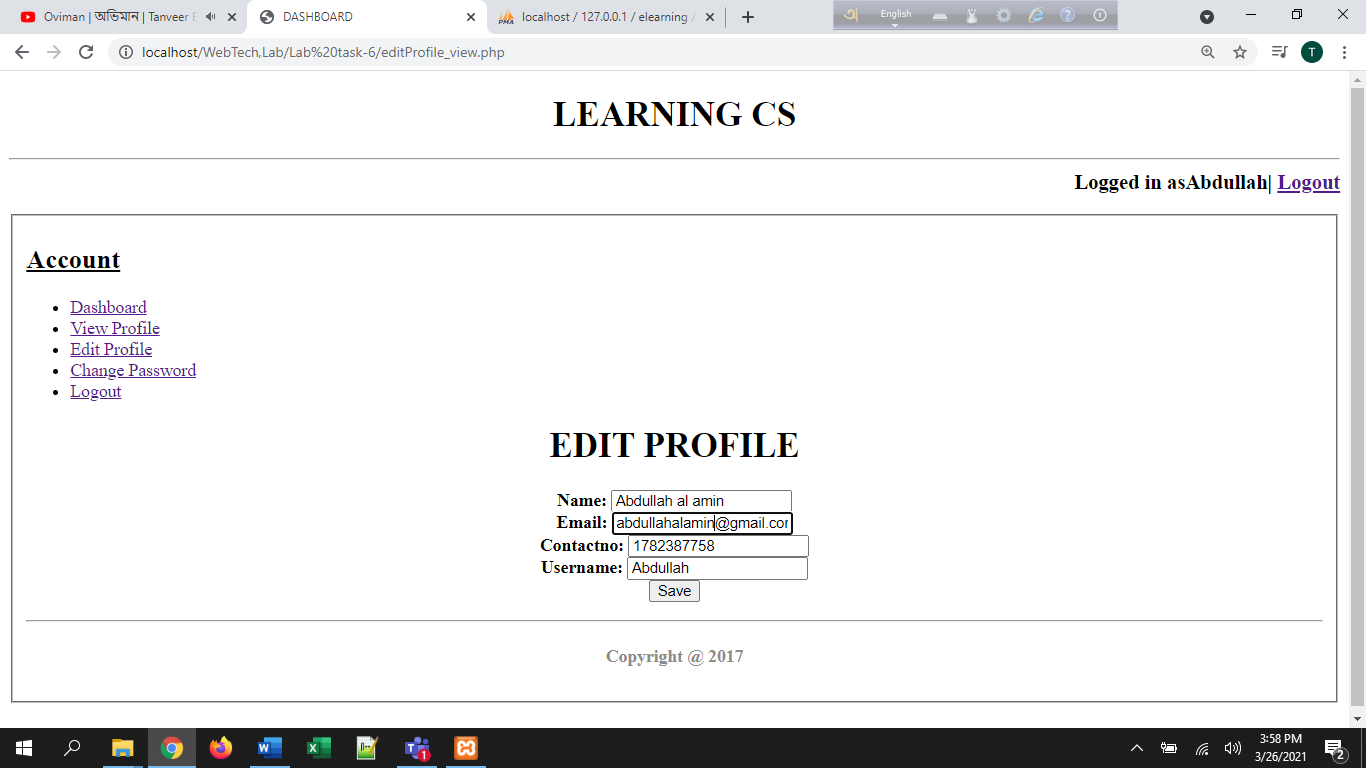 Oviman | অভিমান | Tanveer E
DASHBOARD
localhost / 127.0.0.1 / elearning /
English
localhost/WebTech,Lab/Lab%20task-6/editProfile_view.php
T
LEARNING CS
Logged in asAbdullah| Logout
Account
Dashboard
View Profile
Edit Profile
Change Password
Logout
EDIT PROFILE
Name: Abdullah al amin
Email: abdullahalamin@gmail.com
Contactno: 1782387758
Username: Abdullah
Save
Copyright @ 2017
3:58 PM
3/26/2021